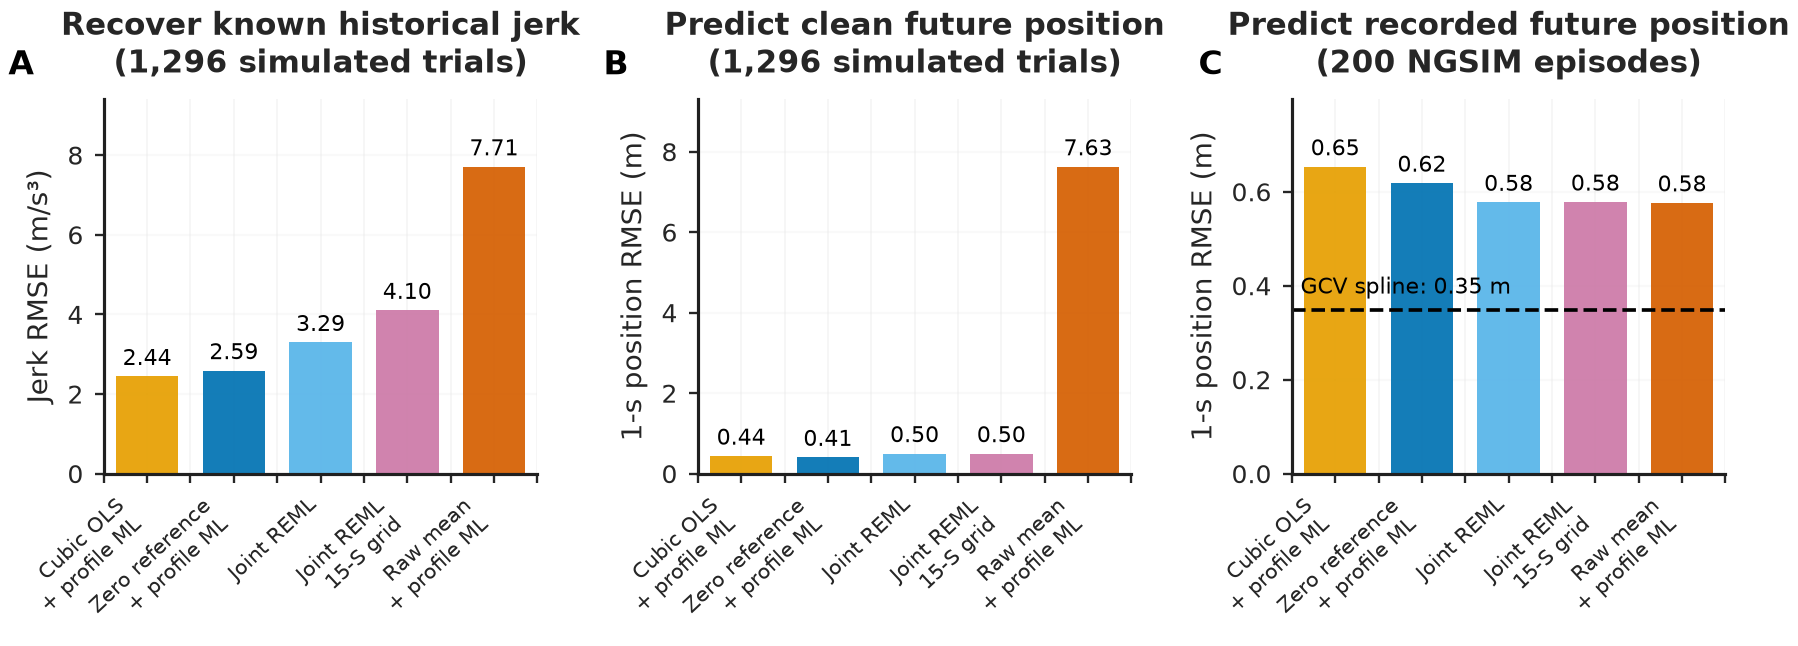 A
Recover known historical jerk
(1,296 simulated trials)
Jerk RMSE (m/s³)
8
6
4
2
0
2.44
2.59
3.29
4.10
7.71
Cubic OLS
+ profile ML
Zero reference
+ profile ML
Joint REML
Joint REML
15-S grid
Raw mean
+ profile ML
B
Predict clean future position
(1,296 simulated trials)
1-s position RMSE (m)
8
6
4
2
0
0.44
0.41
0.50
0.50
7.63
Cubic OLS
+ profile ML
Zero reference
+ profile ML
Joint REML
Joint REML
15-S grid
Raw mean
+ profile ML
C
Predict recorded future position
(200 NGSIM episodes)
1-s position RMSE (m)
0.6
0.4
0.2
0.0
0.65
0.62
0.58
0.58
0.58
GCV spline: 0.35 m
Cubic OLS
+ profile ML
Zero reference
+ profile ML
Joint REML
Joint REML
15-S grid
Raw mean
+ profile ML